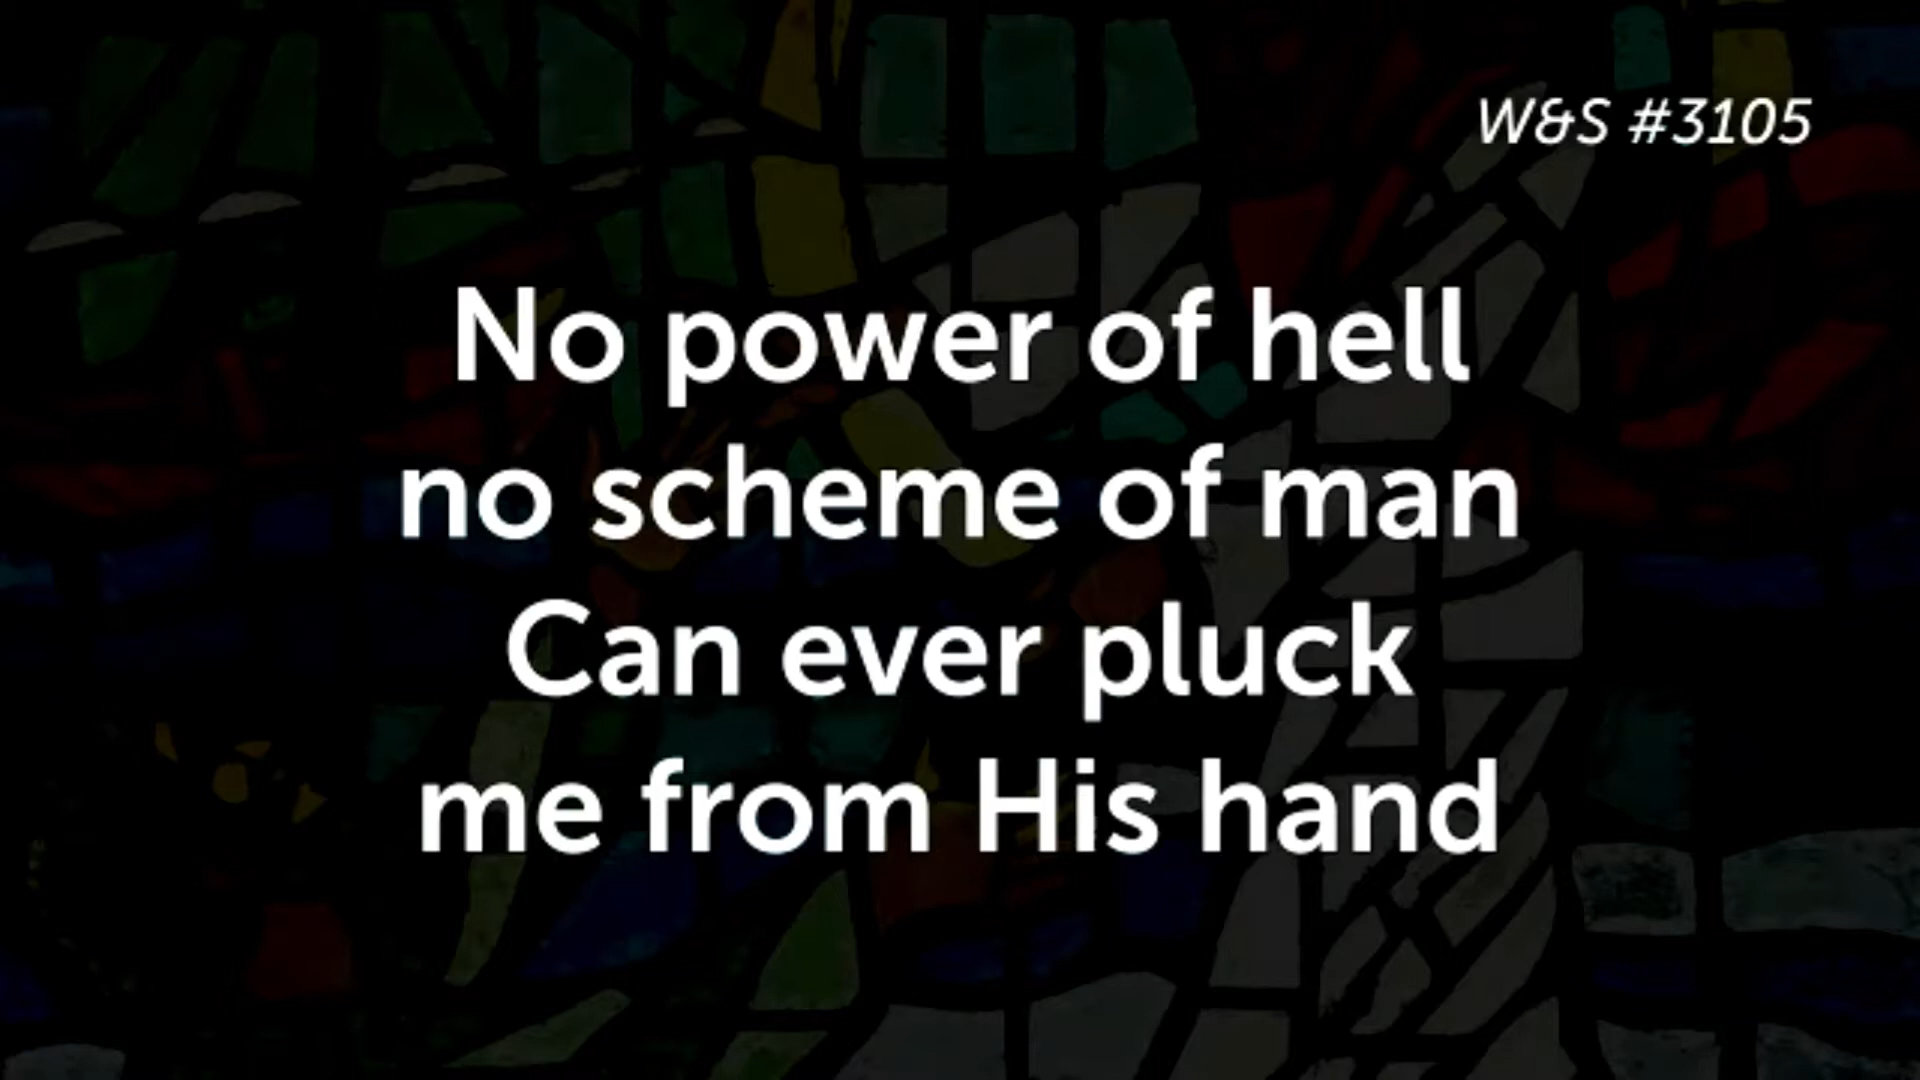 W&S #3105
No power of hell
no scheme of man
Can ever pluck
me from His hand